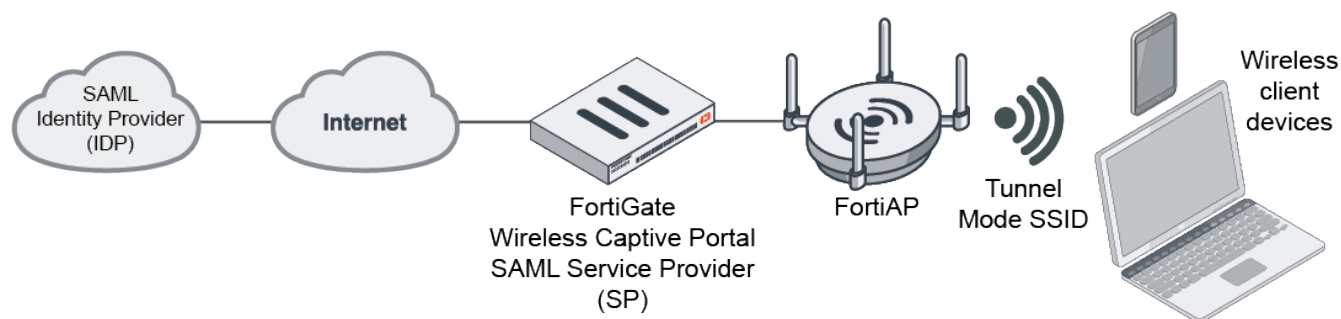 SAML
Identity Provider
(IDP)
Internet
FortiGate
Wireless Captive Portal
SAML Service Provider
(SP)
FortiAP
Tunnel
Mode SSID
Wireless
client
devices